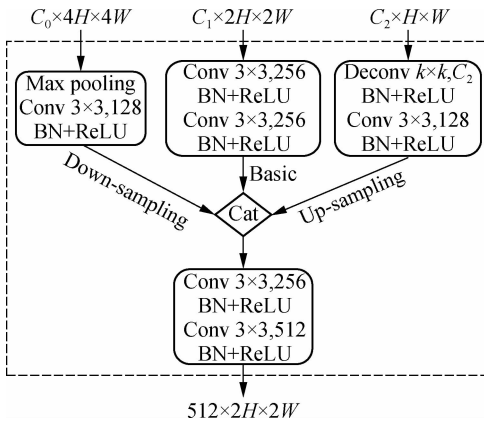 C₀×4H×4W
C₁×2H×2W
C₂×H×W
Max pooling
Conv 3×3,128
BN+ReLU
Conv 3×3,256
BN+ReLU
Conv 3×3,256
BN+ReLU
Deconv k×k,C₂
BN+ReLU
Conv 3×3,128
BN+ReLU
Down-sampling
Basic
Up-sampling
Cat
Conv 3×3,256
BN+ReLU
Conv 3×3,512
BN+ReLU
512×2H×2W